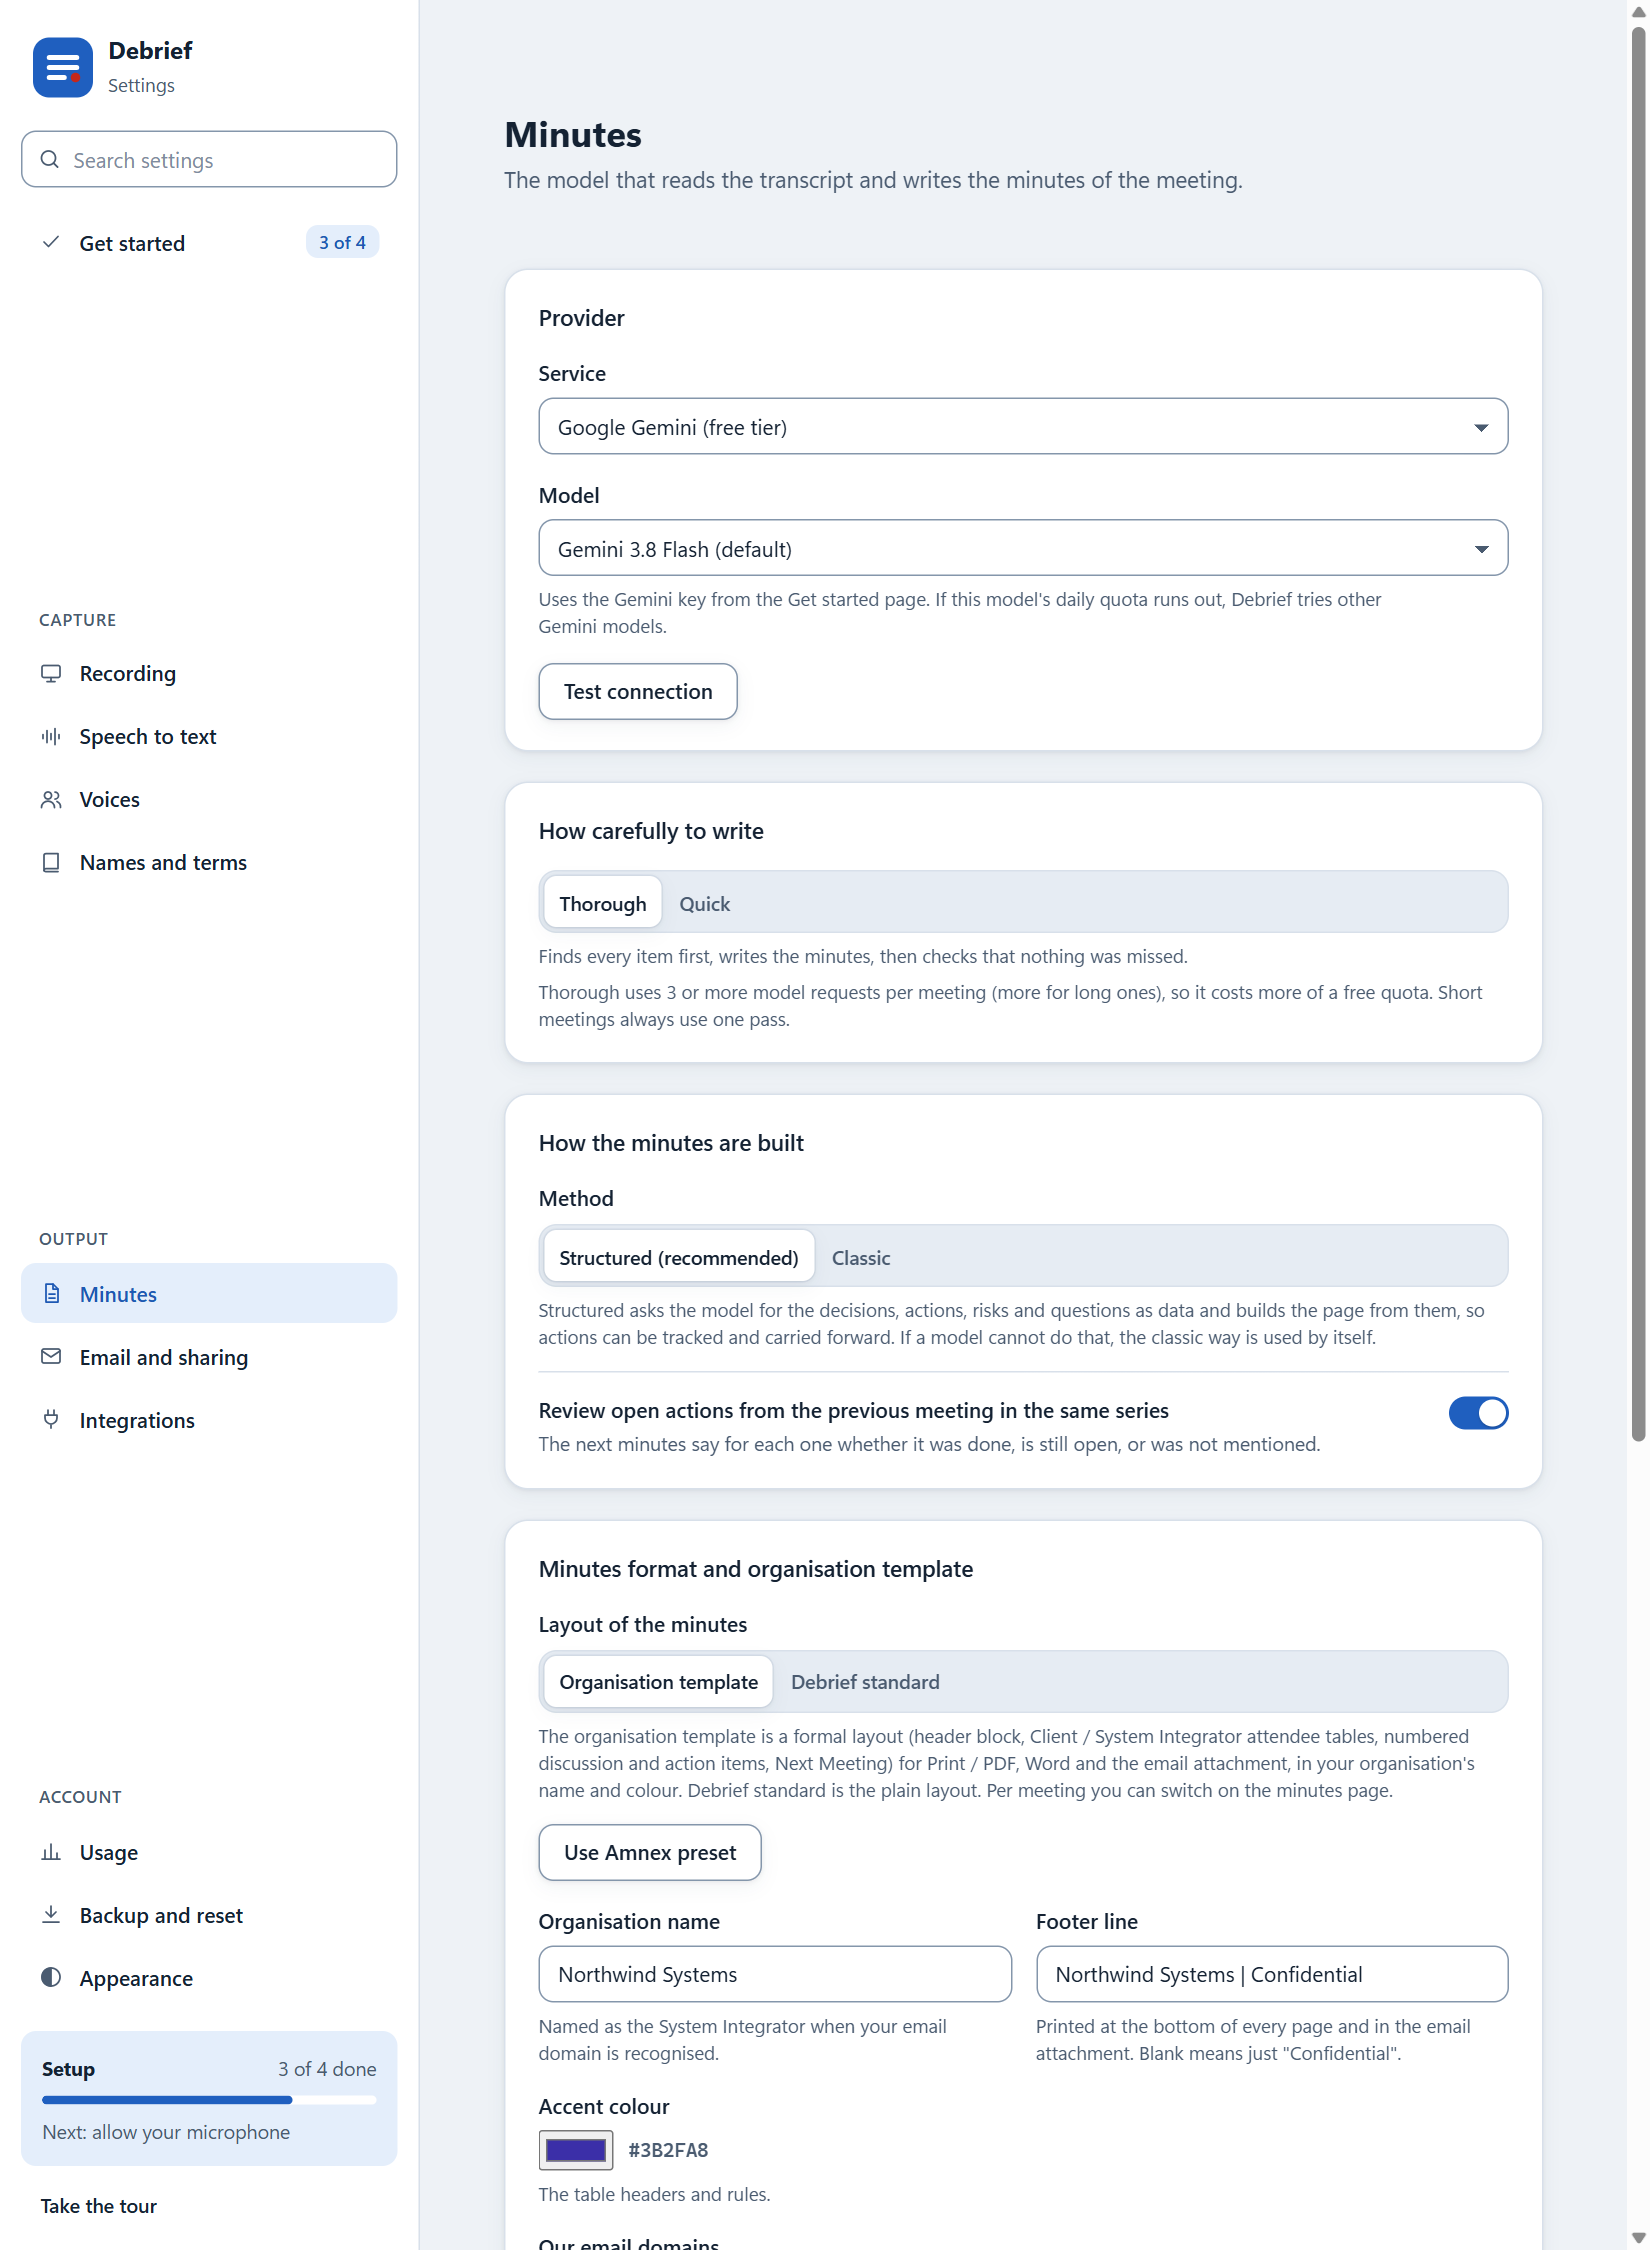 Debrief
Settings
Search settings
Get started
3 of 4
CAPTURE
Recording
Speech to text
Voices
Names and terms
OUTPUT
Minutes
Email and sharing
Integrations
ACCOUNT
Usage
Backup and reset
Appearance
Setup
3 of 4 done
Next: allow your microphone
Take the tour
Minutes
The model that reads the transcript and writes the minutes of the meeting.
Provider
Service
Google Gemini (free tier)
Model
Gemini 3.8 Flash (default)
Uses the Gemini key from the Get started page. If this model's daily quota runs out, Debrief tries other
Gemini models.
Test connection
How carefully to write
Thorough
Quick
Finds every item first, writes the minutes, then checks that nothing was missed.
Thorough uses 3 or more model requests per meeting (more for long ones), so it costs more of a free quota. Short
meetings always use one pass.
How the minutes are built
Method
Structured (recommended)
Classic
Structured asks the model for the decisions, actions, risks and questions as data and builds the page from them, so
actions can be tracked and carried forward. If a model cannot do that, the classic way is used by itself.
Review open actions from the previous meeting in the same series
The next minutes say for each one whether it was done, is still open, or was not mentioned.
Minutes format and organisation template
Layout of the minutes
Organisation template
Debrief standard
The organisation template is a formal layout (header block, Client / System Integrator attendee tables, numbered
discussion and action items, Next Meeting) for Print / PDF, Word and the email attachment, in your organisation's
name and colour. Debrief standard is the plain layout. Per meeting you can switch on the minutes page.
Use Amnex preset
Organisation name
Northwind Systems
Named as the System Integrator when your email
domain is recognised.
Footer line
Northwind Systems | Confidential
Printed at the bottom of every page and in the email
attachment. Blank means just "Confidential".
Accent colour
#3B2FA8
The table headers and rules.
Our email domains